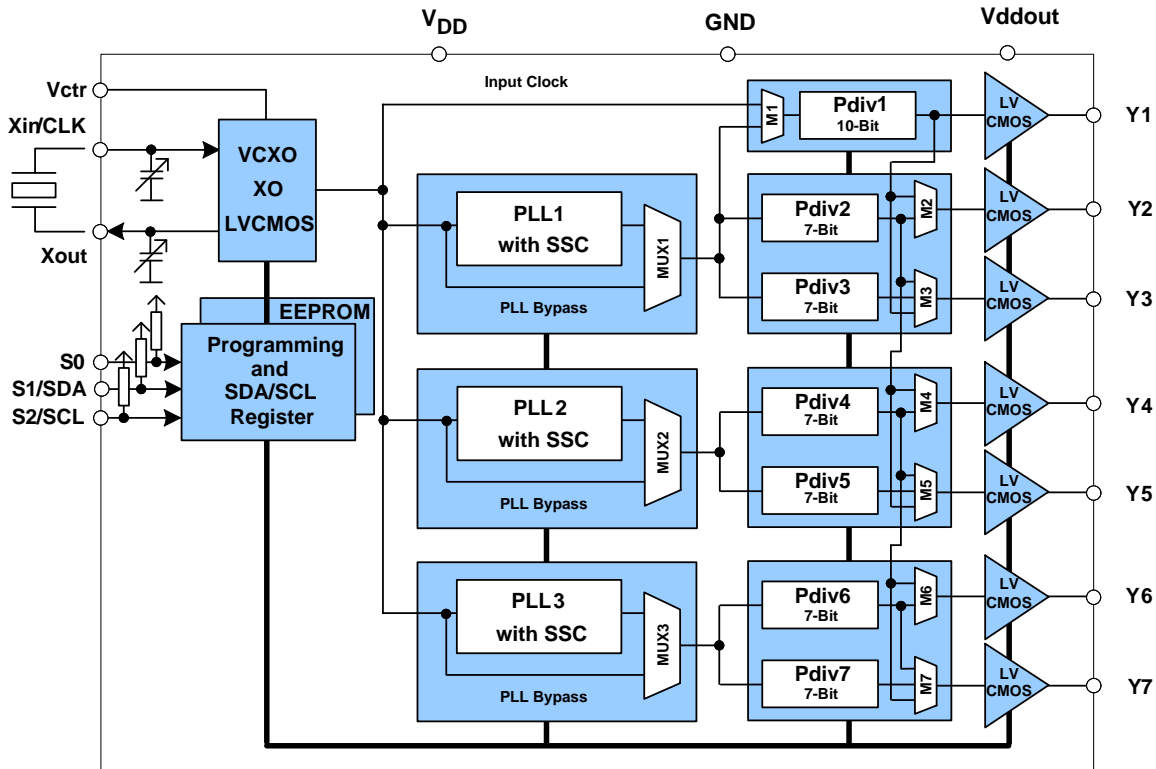 VDD
GND
Vddout
Vctr
Input Clock
Xin/CLK
Xout
VCXO
XO
LVCMOS
EEPROM
Programming
and
SDA/SCL
Register
S0
S1/SDA
S2/SCL
PLL1
with SSC
MUX1
PLL Bypass
PLL2
with SSC
MUX2
PLL Bypass
PLL3
with SSC
MUX3
PLL Bypass
M1
Pdiv1
10-Bit
LV
CMOS
Y1
Pdiv2
7-Bit
M2
LV
CMOS
Y2
Pdiv3
7-Bit
M3
LV
CMOS
Y3
Pdiv4
7-Bit
M4
LV
CMOS
Y4
Pdiv5
7-Bit
M5
LV
CMOS
Y5
Pdiv6
7-Bit
M6
LV
CMOS
Y6
Pdiv7
7-Bit
M7
LV
CMOS
Y7